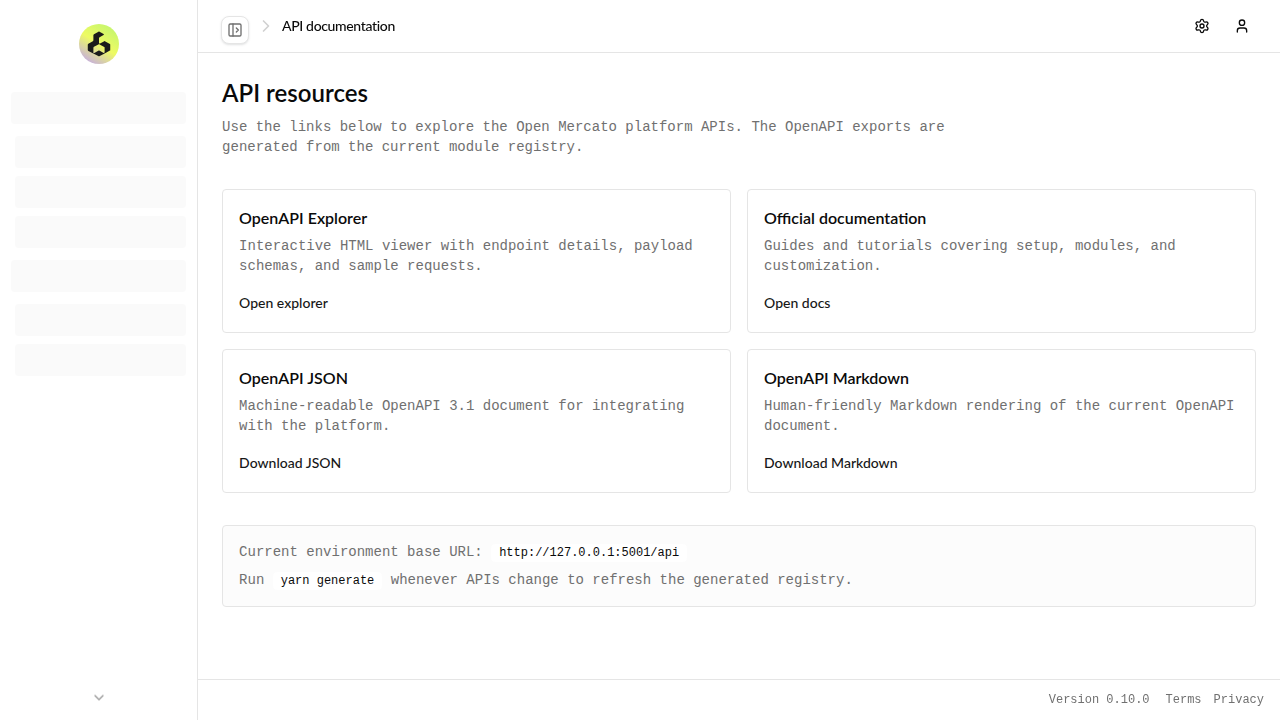 API documentation
API resources
Use the links below to explore the Open Mercato platform APIs. The OpenAPI exports are
generated from the current module registry.
OpenAPI Explorer
Interactive HTML viewer with endpoint details, payload
schemas, and sample requests.
Open explorer
Official documentation
Guides and tutorials covering setup, modules, and
customization.
Open docs
OpenAPI JSON
Machine-readable OpenAPI 3.1 document for integrating
with the platform.
Download JSON
OpenAPI Markdown
Human-friendly Markdown rendering of the current OpenAPI
document.
Download Markdown
Current environment base URL: http://127.0.0.1:5001/api
Run yarn generate whenever APIs change to refresh the generated registry.
Version 0.10.0 Terms Privacy